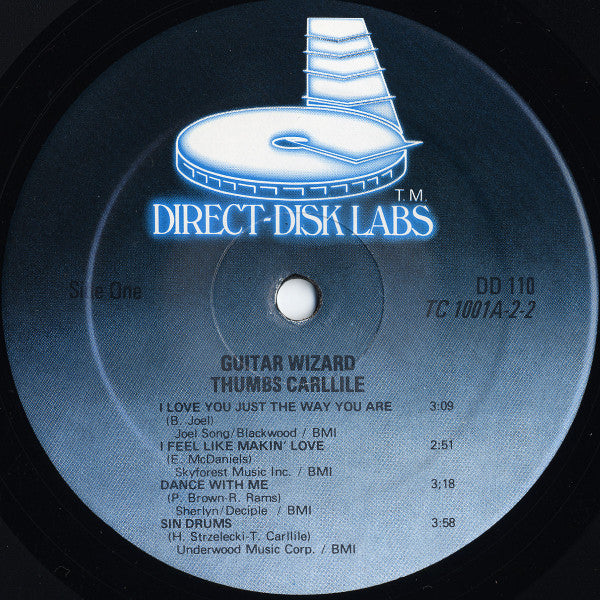 T.M.
DIRECT-DISK LABS
Side One
DD 110
TC 1001A-2-2
GUITAR WIZARD
THUMBS CARLLILE
I LOVE YOU JUST THE WAY YOU ARE 3:09
(B. Joel)
Joel Song/Blackwood / BMI
I FEEL LIKE MAKIN' LOVE 2:51
(E. McDaniels)
Skyforest Music Inc. / BMI
DANCE WITH ME 3;18
(P. Brown-R. Rams)
Sherlyn/Deciple / BMI
SIN DRUMS 3:58
(H. Strzelecki-T. Carllile)
Underwood Music Corp. / BMI